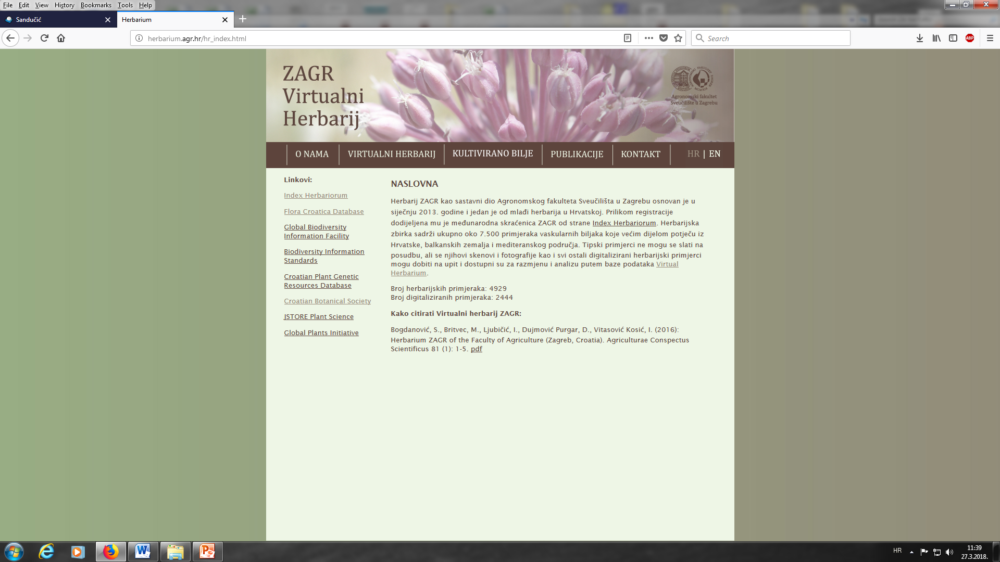 File Edit View History Bookmarks Tools Help
Sandučić
Herbarium
herbarium.agr.hr/hr_index.html
Search
ABP
ZAGR
Virtualni
Herbarij
Agronomski fakultet
Sveučilište u Zagrebu
O NAMA
VIRTUALNI HERBARIJ
KULTIVIRANO BILJE
PUBLIKACIJE
KONTAKT
HR | EN
Linkovi:
Index Herbariorum
Flora Croatica Database
Global Biodiversity
Information Facility
Biodiversity Information
Standards
Croatian Plant Genetic
Resources Database
Croatian Botanical Society
JSTORE Plant Science
Global Plants Initiative
NASLOVNA
Herbarij ZAGR kao sastavni dio Agronomskog fakulteta Sveučilišta u Zagrebu osnovan je u
siječnju 2013. godine i jedan je od mlađi herbarija u Hrvatskoj. Prilikom registracije
dodijeljena mu je međunarodna skraćenica ZAGR od strane Index Herbariorum. Herbarijska
zbirka sadrži ukupno oko 7.500 primjeraka vaskularnih biljaka koje većim dijelom potječu iz
Hrvatske, balkanskih zemalja i mediteranskog područja. Tipski primjerci ne mogu se slati na
posudbu, ali se njihovi skenovi i fotografije kao i svi ostali digitalizirani herbarijski primjerci
mogu dobiti na upit i dostupni su za razmjenu i analizu putem baze podataka Virtual
Herbarium.
Broj herbarijskih primjeraka: 4929
Broj digitaliziranih primjeraka: 2444
Kako citirati Virtualni herbarij ZAGR:
Bogdanović, S., Britvec, M., Ljubičić, I., Dujmović Purgar, D., Vitasović Kosić, I. (2016):
Herbarium ZAGR of the Faculty of Agriculture (Zagreb, Croatia). Agriculturae Conspectus
Scientificus 81 (1): 1-5. pdf
HR
11:39
27.3.2018.